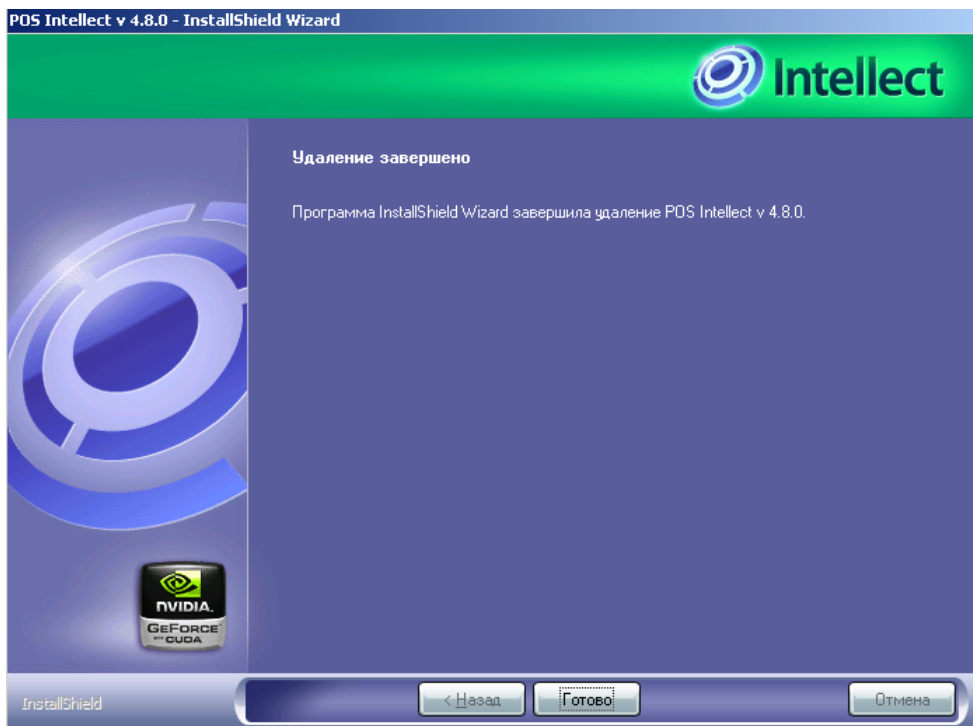 POS Intellect v 4.8.0 - InstallShield Wizard
Intellect
Удаление завершено
Программа InstallShield Wizard завершила удаление POS Intellect v 4.8.0.
NVIDIA.
GEFORCE
WITH CUDA
InstallShield
< Назад
Готово
Отмена